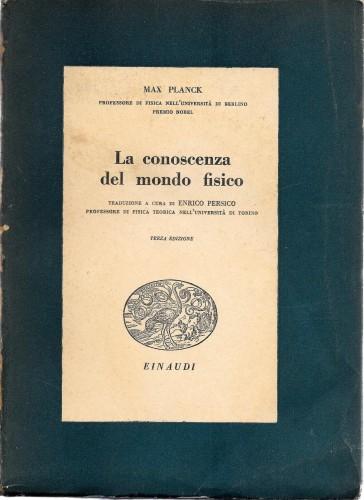 MAX PLANCK
PROFESSORE DI FISICA NELL'UNIVERSITÀ DI BERLINO
PREMIO NOBEL
La conoscenza
del mondo fisico
TRADUZIONE A CURA DI ENRICO PERSICO
PROFESSORE DI FISICA TEORICA NELL'UNIVERSITÀ DI TORINO
TERZA EDIZIONE
EINAUDI